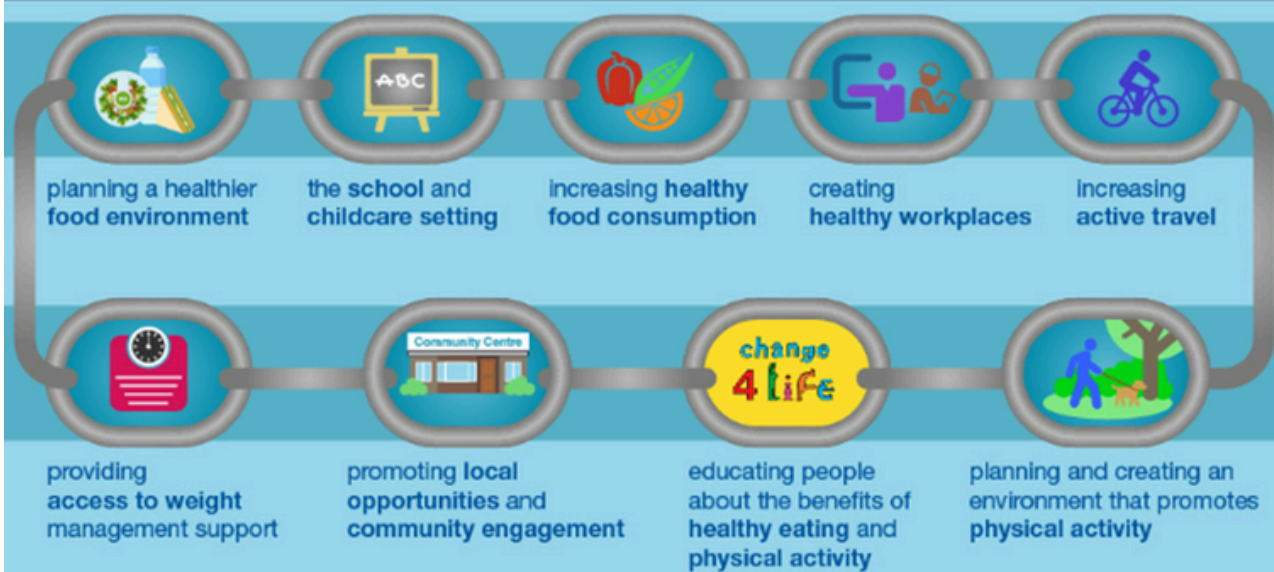 ABC
planning a healthier
food environment
the school and
childcare setting
increasing healthy
food consumption
creating
healthy workplaces
increasing
active travel
Community Centre
change
4 life
providing
access to weight
management support
promoting local
opportunities and
community engagement
educating people
about the benefits of
healthy eating and
physical activity
planning and creating an
environment that promotes
physical activity